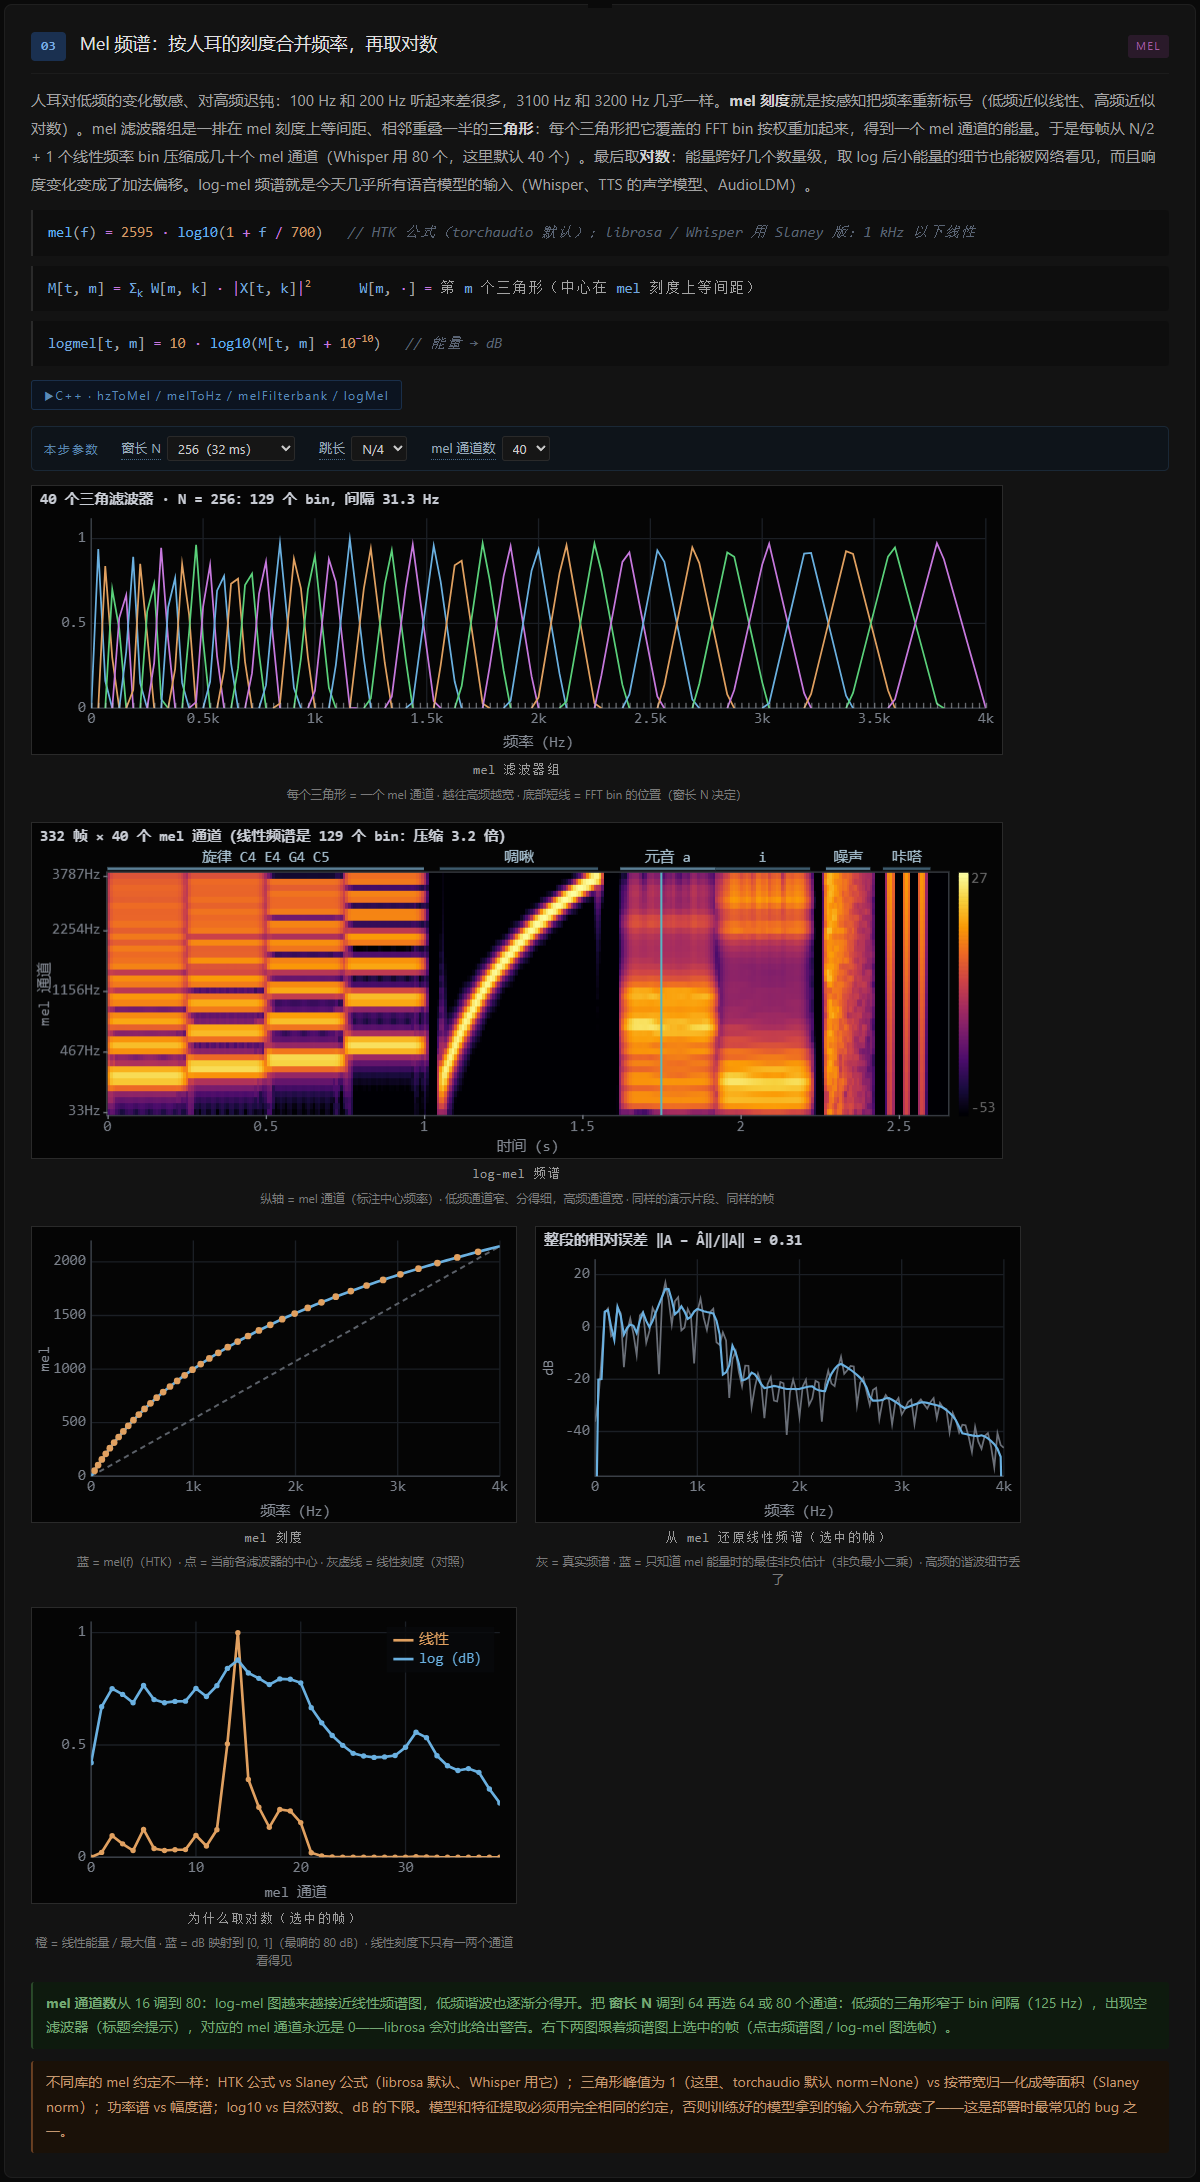 03
Mel 频谱：按人耳的刻度合并频率，再取对数
MEL
人耳对低频的变化敏感、对高频迟钝：100 Hz 和 200 Hz 听起来差很多，3100 Hz 和 3200 Hz 几乎一样。mel 刻度就是按感知把频率重新标号（低频近似线性、高频近似
对数）。mel 滤波器组是一排在 mel 刻度上等间距、相邻重叠一半的三角形：每个三角形把它覆盖的 FFT bin 按权重加起来，得到一个 mel 通道的能量。于是每帧从 N/2
+ 1 个线性频率 bin 压缩成几十个 mel 通道（Whisper 用 80 个，这里默认 40 个）。最后取对数：能量跨好几个数量级，取 log 后小能量的细节也能被网络看见，而且响
度变化变成了加法偏移。log-mel 频谱就是今天几乎所有语音模型的输入（Whisper、TTS 的声学模型、AudioLDM）。
mel(f) = 2595 · log10(1 + f / 700)   // HTK 公式（torchaudio 默认）；librosa / Whisper 用 Slaney 版：1 kHz 以下线性
M[t, m] = Σk W[m, k] · |X[t, k]|²      W[m, ·] = 第 m 个三角形（中心在 mel 刻度上等间距）
logmel[t, m] = 10 · log10(M[t, m] + 10⁻¹⁰)   // 能量 → dB
▶C++ · hzToMel / melToHz / melFilterbank / logMel
本步参数 窗长 N 256（32 ms） 跳长 N/4 mel 通道数 40
40 个三角滤波器 · N = 256：129 个 bin, 间隔 31.3 Hz
1
0.5
0
0 0.5k 1k 1.5k 2k 2.5k 3k 3.5k 4k
频率 (Hz)
mel 滤波器组
每个三角形 = 一个 mel 通道 · 越往高频越宽 · 底部短线 = FFT bin 的位置（窗长 N 决定）
332 帧 × 40 个 mel 通道 (线性频谱是 129 个 bin：压缩 3.2 倍)
旋律 C4 E4 G4 C5 啁啾 元音 a i 噪声 咔嗒
3787Hz
2254Hz
1156Hz
467Hz
33Hz
mel 通道
27
-53
0 0.5 1 1.5 2 2.5
时间 (s)
log-mel 频谱
纵轴 = mel 通道（标注中心频率）· 低频通道窄、分得细，高频通道宽 · 同样的演示片段、同样的帧
2000
1500
1000
500
0
mel
0 1k 2k 3k 4k
频率 (Hz)
mel 刻度
蓝 = mel(f)（HTK）· 点 = 当前各滤波器的中心 · 灰虚线 = 线性刻度（对照）
整段的相对误差 ‖A − Â‖/‖A‖ = 0.31
20
0
-20
-40
dB
0 1k 2k 3k 4k
频率 (Hz)
从 mel 还原线性频谱（选中的帧）
灰 = 真实频谱 · 蓝 = 只知道 mel 能量时的最佳非负估计（非负最小二乘）· 高频的谐波细节丢
了
1
0.5
0
线性
log (dB)
0 10 20 30
mel 通道
为什么取对数（选中的帧）
橙 = 线性能量 / 最大值 · 蓝 = dB 映射到 [0, 1]（最响的 80 dB）· 线性刻度下只有一两个通道
看得见
mel 通道数从 16 调到 80：log-mel 图越来越接近线性频谱图，低频谐波也逐渐分得开。把 窗长 N 调到 64 再选 64 或 80 个通道：低频的三角形窄于 bin 间隔（125 Hz），出现空
滤波器（标题会提示），对应的 mel 通道永远是 0——librosa 会对此给出警告。右下两图跟着频谱图上选中的帧（点击频谱图 / log-mel 图选帧）。
不同库的 mel 约定不一样：HTK 公式 vs Slaney 公式（librosa 默认、Whisper 用它）；三角形峰值为 1（这里、torchaudio 默认 norm=None）vs 按带宽归一化成等面积（Slaney
norm）；功率谱 vs 幅度谱；log10 vs 自然对数、dB 的下限。模型和特征提取必须用完全相同的约定，否则训练好的模型拿到的输入分布就变了——这是部署时最常见的 bug 之
一。